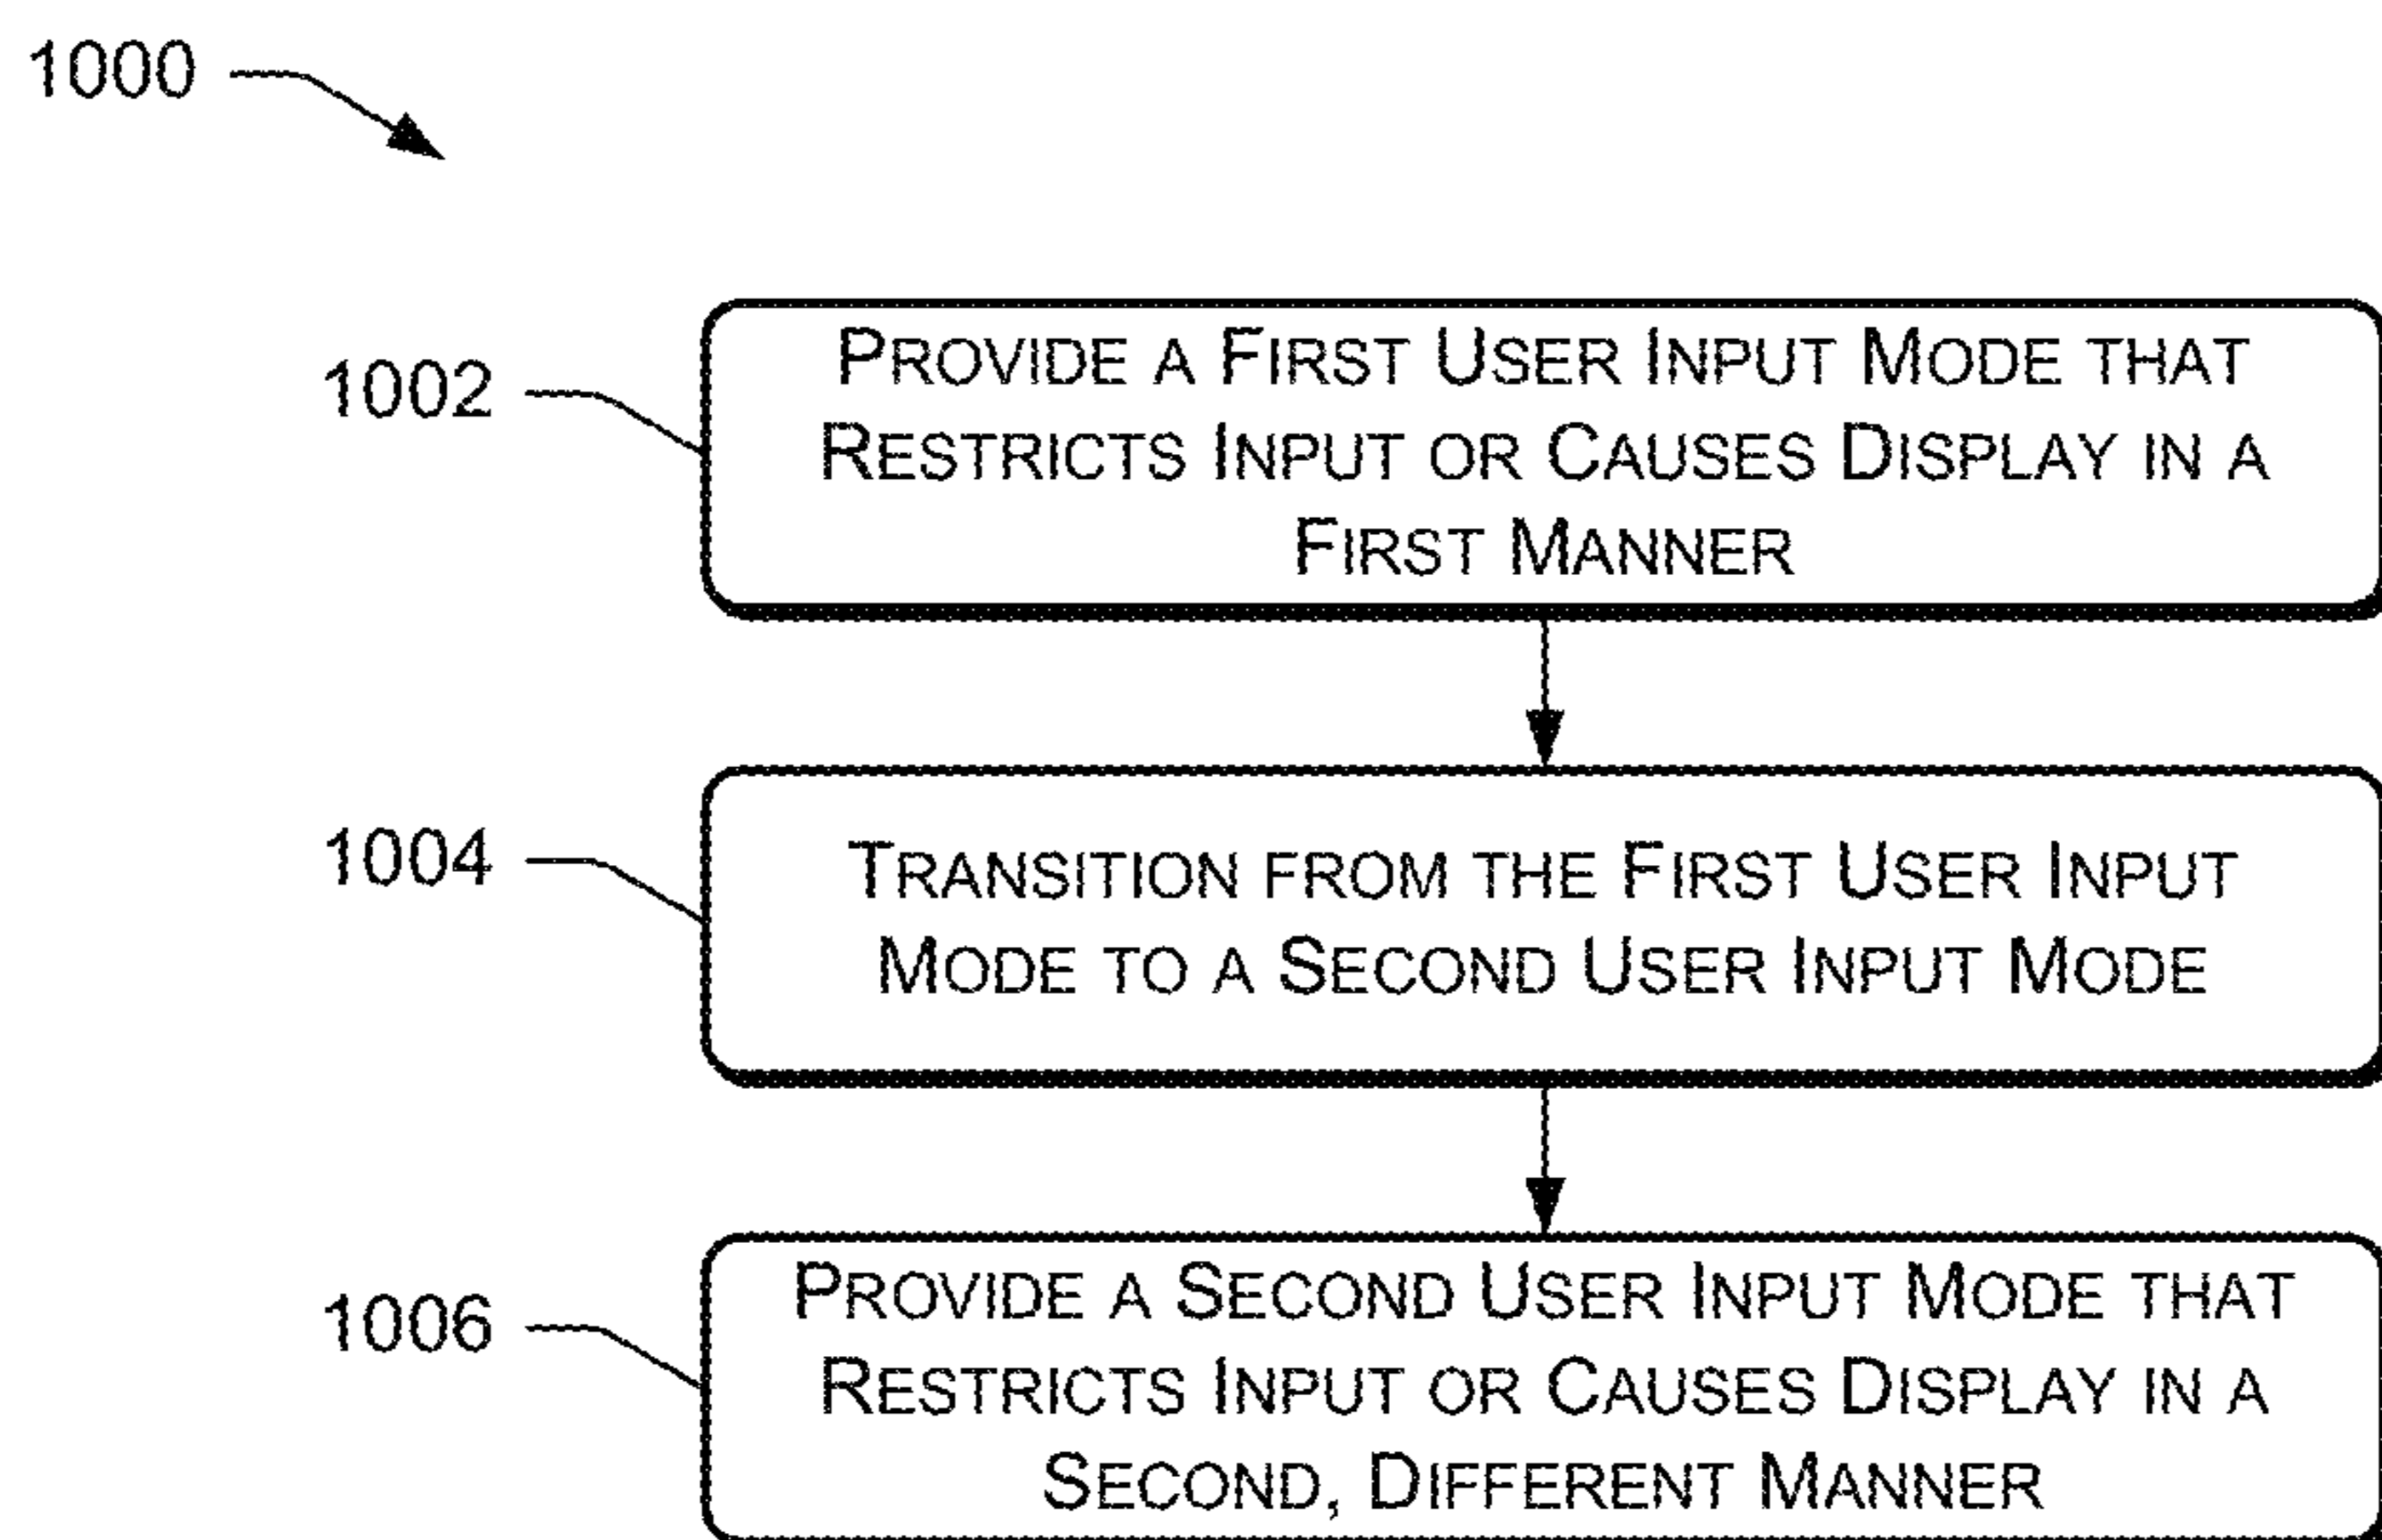 1000
1002
PROVIDE A FIRST USER INPUT MODE THAT
RESTRICTS INPUT OR CAUSES DISPLAY IN A
FIRST MANNER
1004
TRANSITION FROM THE FIRST USER INPUT
MODE TO A SECOND USER INPUT MODE
1006
PROVIDE A SECOND USER INPUT MODE THAT
RESTRICTS INPUT OR CAUSES DISPLAY IN A
SECOND, DIFFERENT MANNER